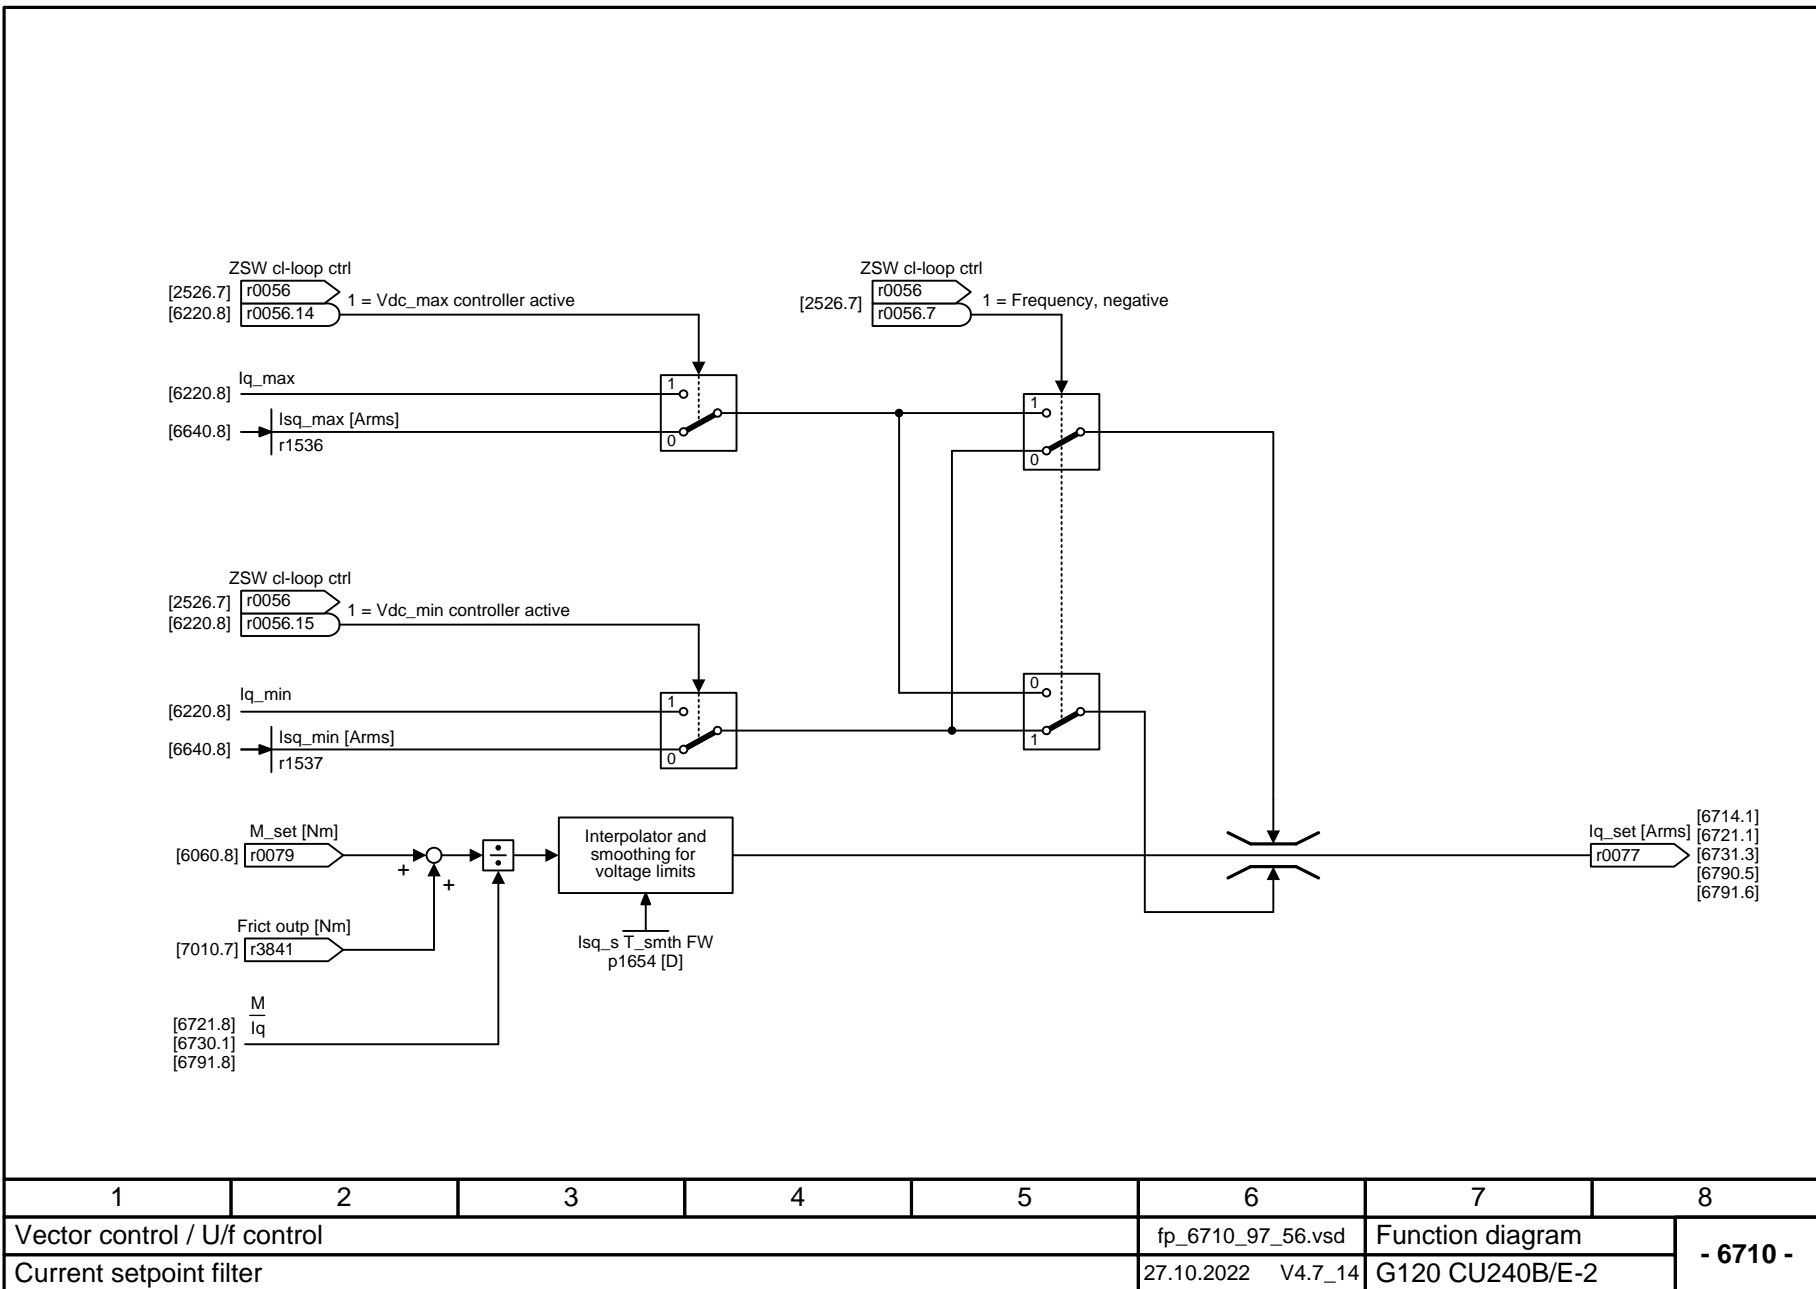 ZSW cl-loop ctrl
[2526.7] r0056
1 = Vdc_max controller active
[6220.8] r0056.14
ZSW cl-loop ctrl
r0056
[2526.7]
1 = Frequency, negative
r0056.7
Iq_max
[6220.8]
1
Isq_max [Arms]
[6640.8]
r1536
0
1
0
ZSW cl-loop ctrl
[2526.7] r0056
1 = Vdc_min controller active
[6220.8] r0056.15
Iq_min
[6220.8]
1
Isq_min [Arms]
[6640.8]
r1537
0
0
1
M_set [Nm]
[6060.8] r0079
+
+
÷
Interpolator and
smoothing for
voltage limits
Isq_s T_smth FW
p1654 [D]
Frict outp [Nm]
[7010.7] r3841
M
Iq
[6721.8]
[6730.1]
[6791.8]
Iq_set [Arms]
r0077
[6714.1]
[6721.1]
[6731.3]
[6790.5]
[6791.6]
1 2 3 4 5 6 7 8
Vector control / U/f control
fp_6710_97_56.vsd
Function diagram
- 6710 -
Current setpoint filter
27.10.2022 V4.7_14
G120 CU240B/E-2